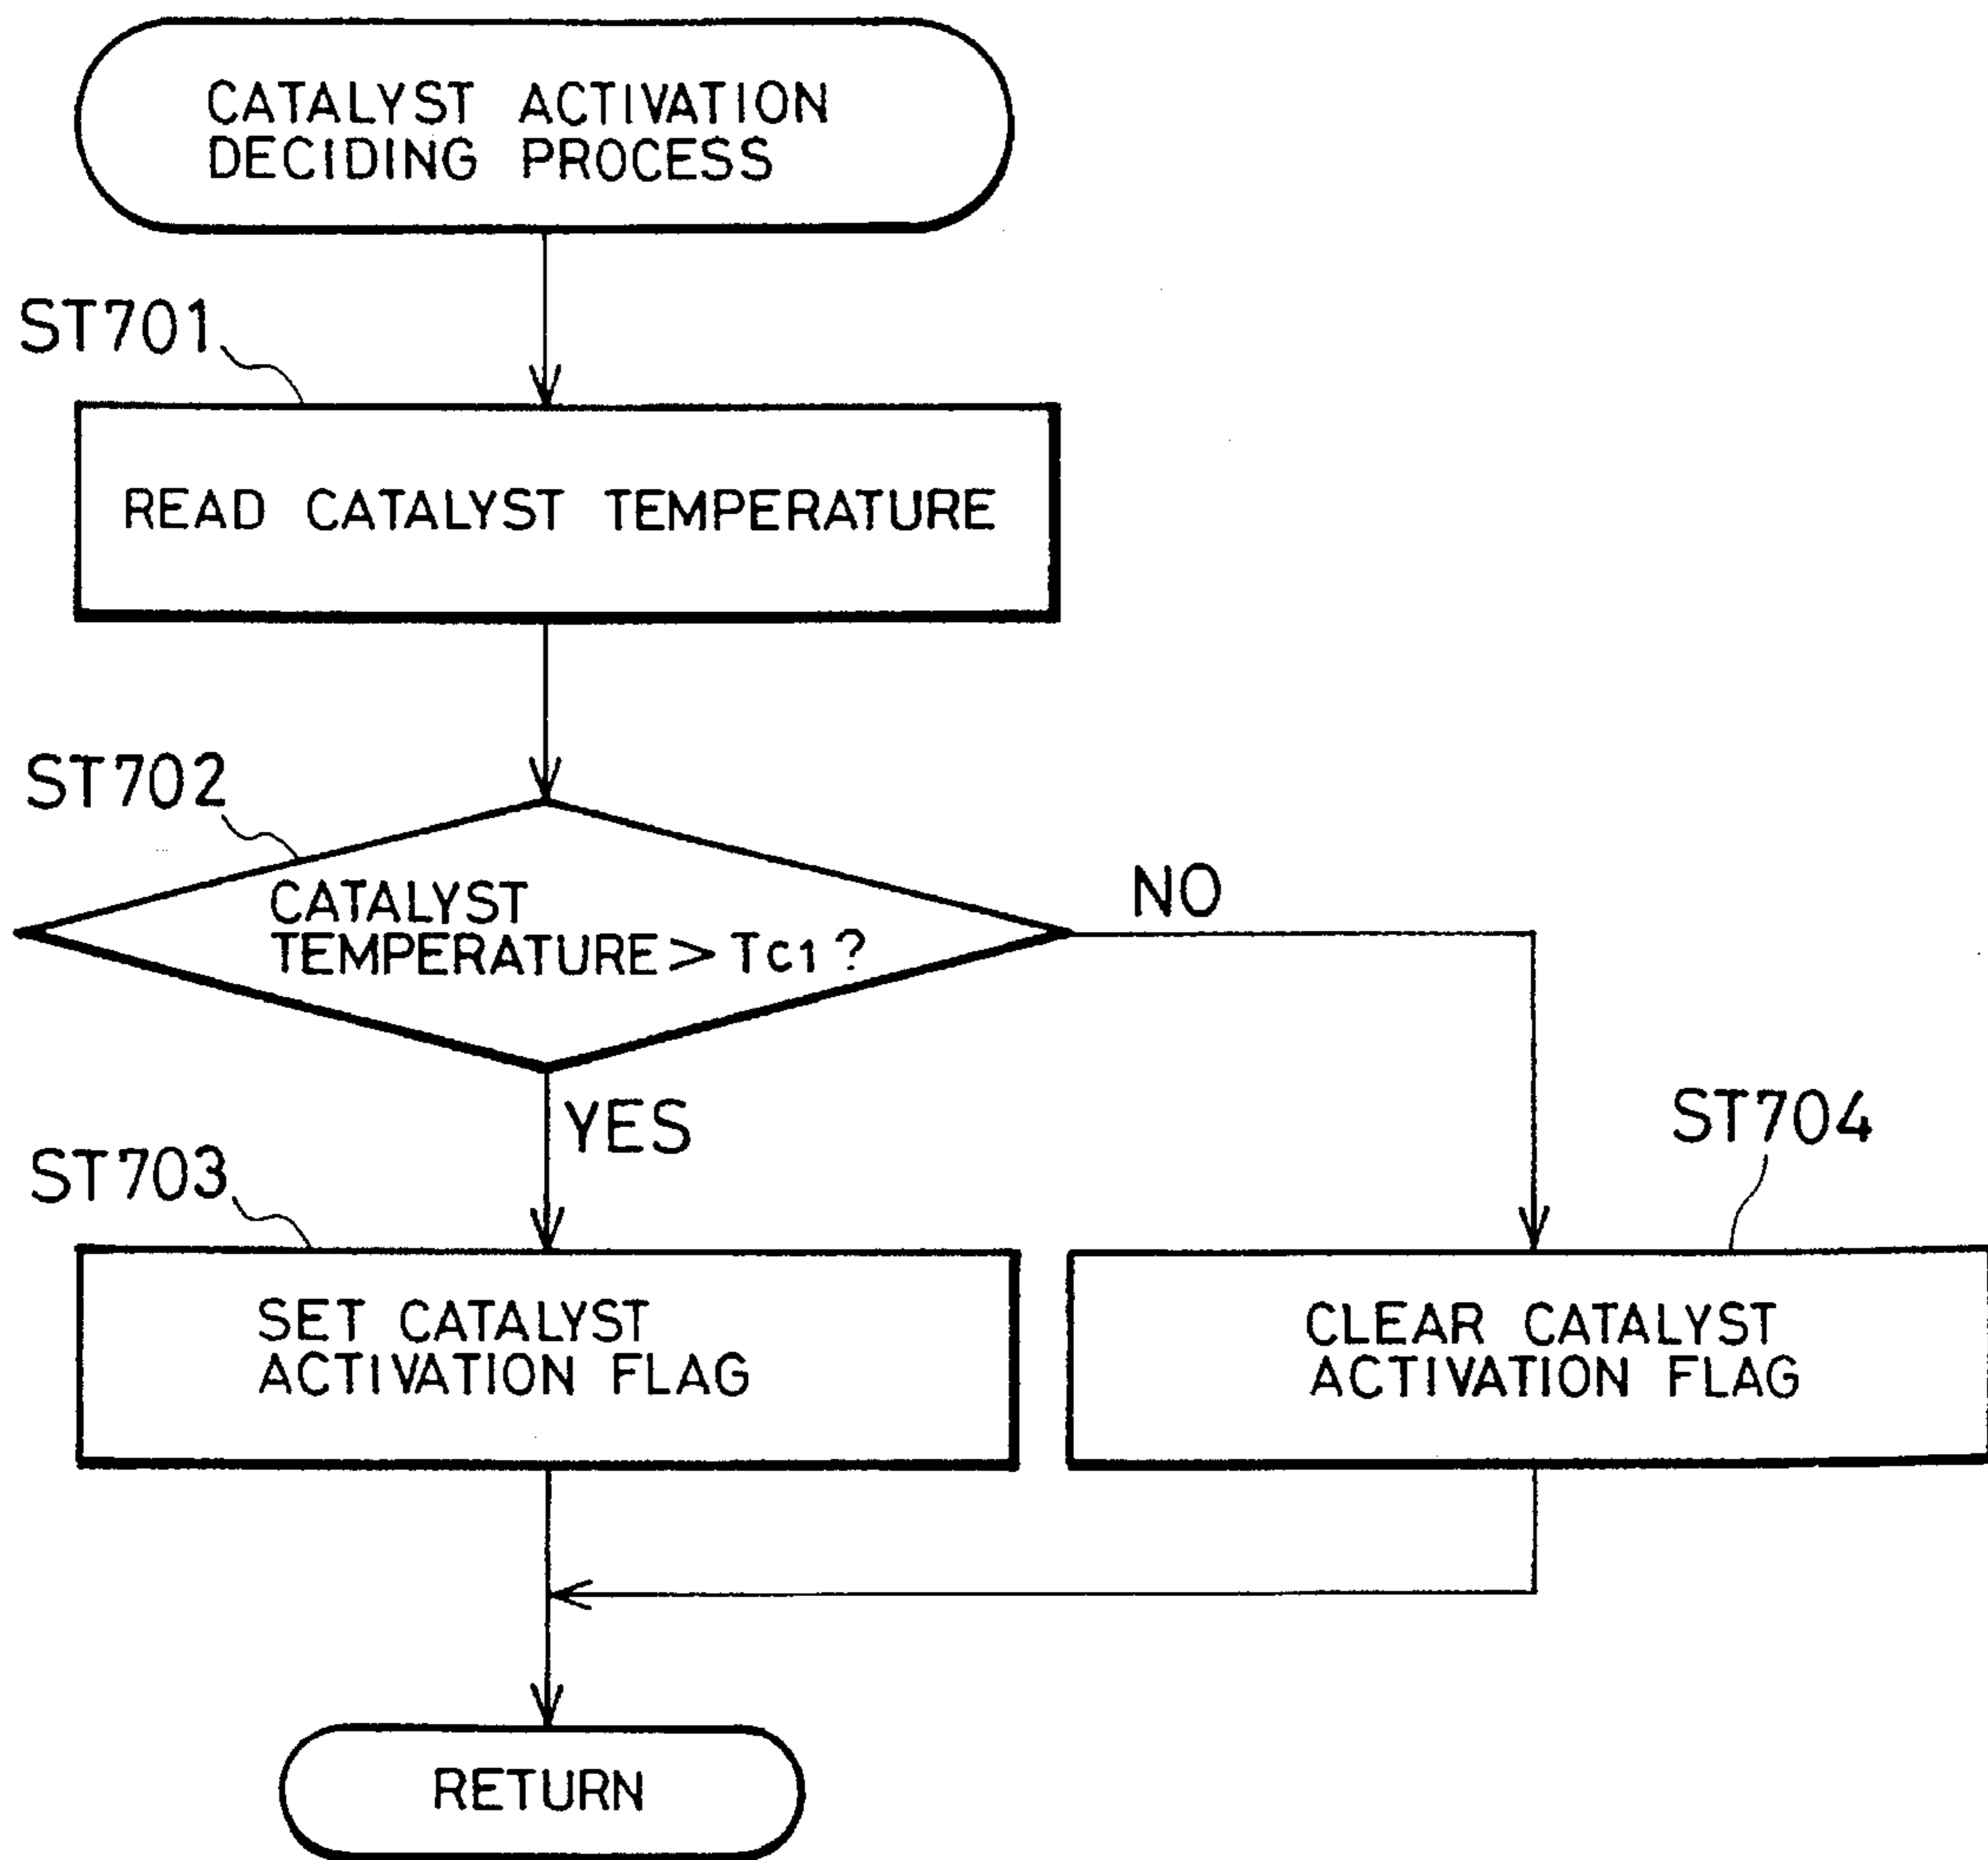 CATALYST ACTIVATION
DECIDING PROCESS
ST701
READ CATALYST TEMPERATURE
ST702
CATALYST
TEMPERATURE > Tc1 ?
NO
YES
ST703
ST704
SET CATALYST
ACTIVATION FLAG
CLEAR CATALYST
ACTIVATION FLAG
RETURN